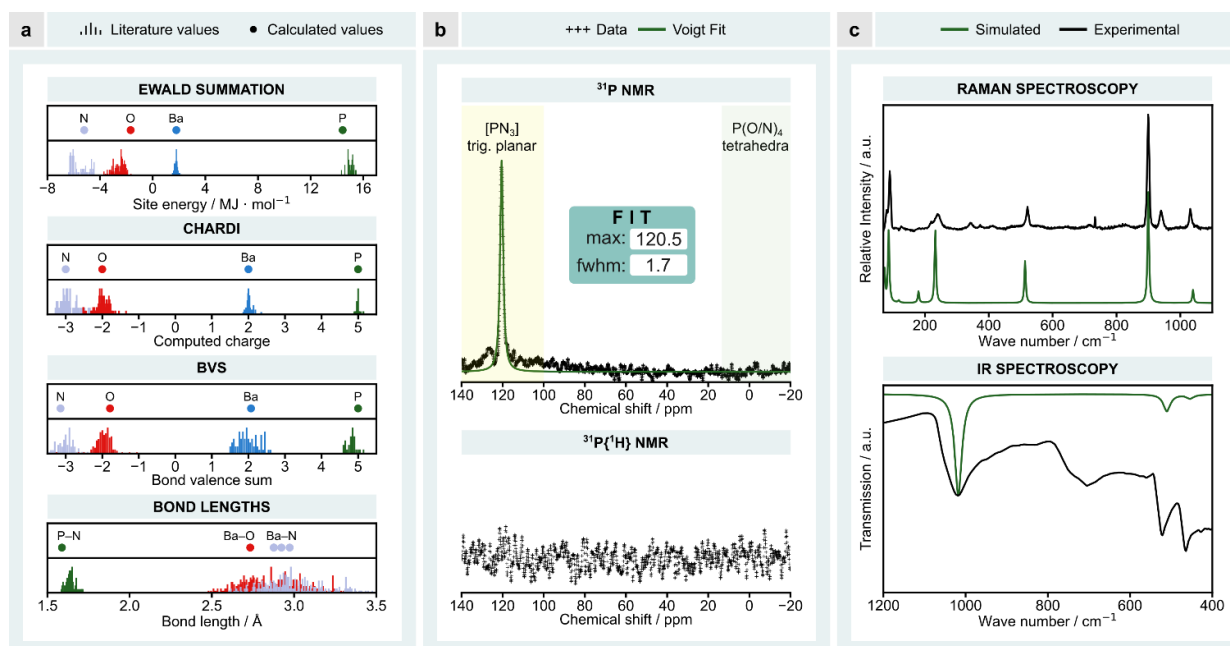 a
Literature values
Calculated values
EWALD SUMMATION
N O Ba P
−8 −4 0 4 8 12 16
Site energy / MJ · mol⁻¹
CHARDI
N O Ba P
−3 −2 −1 0 1 2 3 4 5
Computed charge
BVS
N O Ba P
−3 −2 −1 0 1 2 3 4 5
Bond valence sum
BOND LENGTHS
P–N Ba–O Ba–N
1.5 2.0 2.5 3.0 3.5
Bond length / Å
b
+++ Data
Voigt Fit
³¹P NMR
[PN₃]
trig. planar
P(O/N)₄
tetrahedra
FIT
max: 120.5
fwhm: 1.7
140 120 100 80 60 40 20 0 −20
Chemical shift / ppm
³¹P{¹H} NMR
140 120 100 80 60 40 20 0 −20
Chemical shift / ppm
c
Simulated
Experimental
RAMAN SPECTROSCOPY
Relative Intensity / a.u.
200 400 600 800 1000
Wave number / cm⁻¹
IR SPECTROSCOPY
Transmission / a.u.
1200 1000 800 600 400
Wave number / cm⁻¹